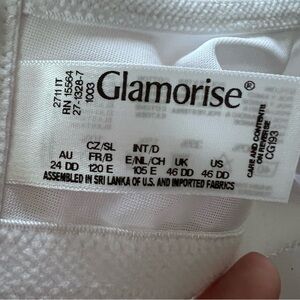 2711 IT
RN 15564
27-1328-7
1003
Glamorise®
CARE AND CONTENTS
ON REVERSE
CG193
CZ/SL INT/D
AU FR/B E/NL/CH UK US
24 DD 120 E 105 E 46 DD 46 DD
ASSEMBLED IN SRI LANKA OF U.S. AND IMPORTED FABRICS